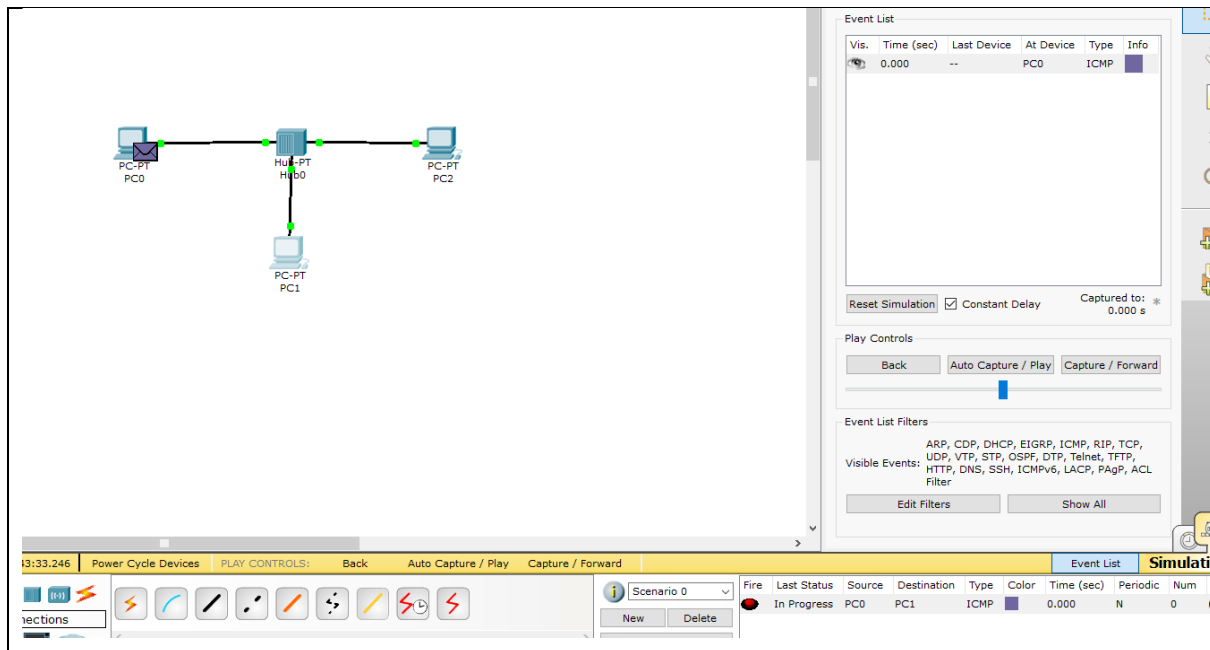 Event List
Vis. Time (sec) Last Device At Device Type Info
0.000 -- PC0 ICMP
PC-PT
PC0
Hub-PT
Hub0
PC-PT
PC2
PC-PT
PC1
Reset Simulation Constant Delay Captured to: *
0.000 s
Play Controls
Back Auto Capture / Play Capture / Forward
Event List Filters
Visible Events: ARP, CDP, DHCP, EIGRP, ICMP, RIP, TCP,
UDP, VTP, STP, OSPF, DTP, Telnet, TFTP,
HTTP, DNS, SSH, ICMPv6, LACP, PAgP, ACL
Filter
Edit Filters Show All
43:33.246 Power Cycle Devices PLAY CONTROLS: Back Auto Capture / Play Capture / Forward Event List Simulati
Scenario 0
New Delete
Fire Last Status Source Destination Type Color Time (sec) Periodic Num
In Progress PC0 PC1 ICMP 0.000 N 0
nections